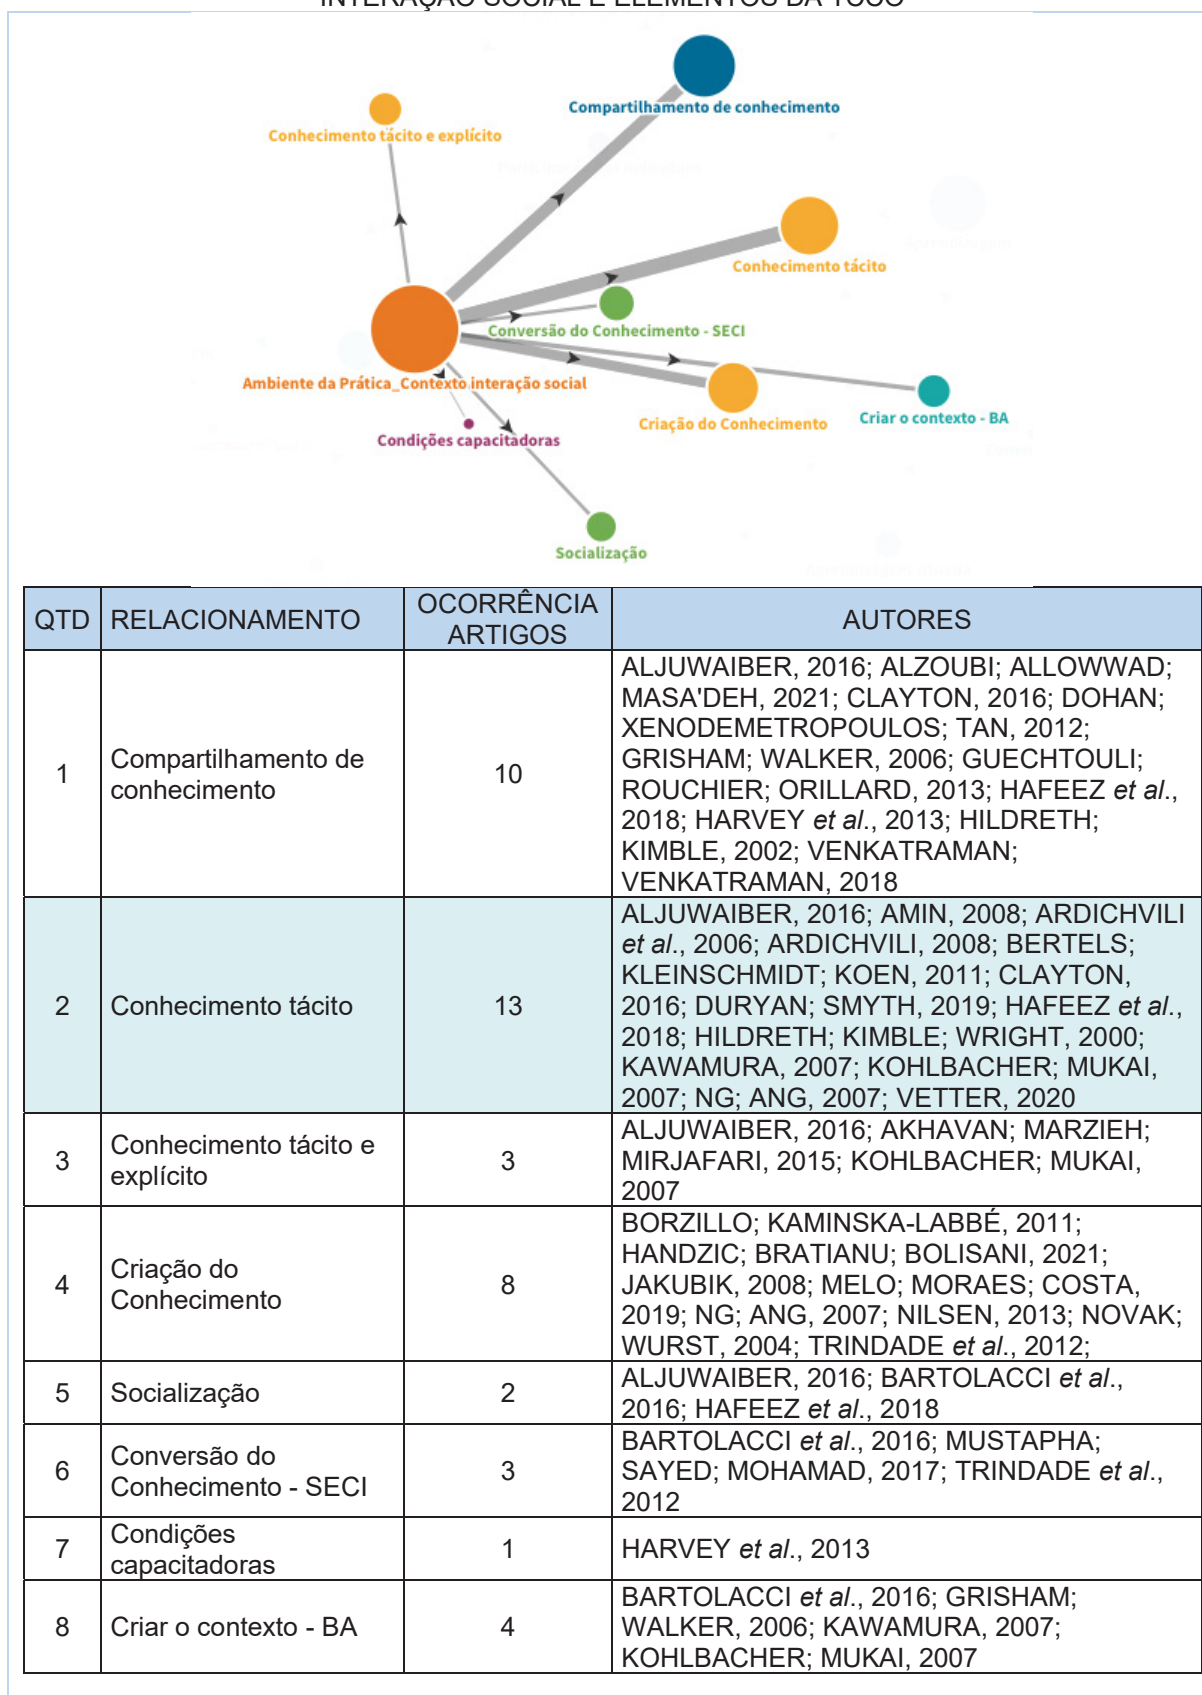 INTERAÇÃO SOCIAL E ELEMENTOS DA TCCO
Compartilhamento de conhecimento
Conhecimento tácito e explícito
Conhecimento tácito
Conversão do Conhecimento - SECI
Ambiente da Prática_Contexto interação social
Criação do Conhecimento
Criar o contexto - BA
Condições capacitadoras
Socialização
QTD RELACIONAMENTO OCORRÊNCIA ARTIGOS AUTORES
1 Compartilhamento de conhecimento 10
ALJUWAIBER, 2016; ALZOUBI; ALLOWWAD;
MASA'DEH, 2021; CLAYTON, 2016; DOHAN;
XENODEMETROPOULOS; TAN, 2012;
GRISHAM; WALKER, 2006; GUECHTOULI;
ROUCHIER; ORILLARD, 2013; HAFEEZ et al.,
2018; HARVEY et al., 2013; HILDRETH;
KIMBLE, 2002; VENKATRAMAN;
VENKATRAMAN, 2018
2 Conhecimento tácito 13
ALJUWAIBER, 2016; AMIN, 2008; ARDICHVILI
et al., 2006; ARDICHVILI, 2008; BERTELS;
KLEINSCHMIDT; KOEN, 2011; CLAYTON,
2016; DURYAN; SMYTH, 2019; HAFEEZ et al.,
2018; HILDRETH; KIMBLE; WRIGHT, 2000;
KAWAMURA, 2007; KOHLBACHER; MUKAI,
2007; NG; ANG, 2007; VETTER, 2020
3 Conhecimento tácito e explícito 3
ALJUWAIBER, 2016; AKHAVAN; MARZIEH;
MIRJAFARI, 2015; KOHLBACHER; MUKAI,
2007
4 Criação do Conhecimento 8
BORZILLO; KAMINSKA-LABBÉ, 2011;
HANDZIC; BRATIANU; BOLISANI, 2021;
JAKUBIK, 2008; MELO; MORAES; COSTA,
2019; NG; ANG, 2007; NILSEN, 2013; NOVAK;
WURST, 2004; TRINDADE et al., 2012;
5 Socialização 2
ALJUWAIBER, 2016; BARTOLACCI et al.,
2016; HAFEEZ et al., 2018
6 Conversão do Conhecimento - SECI 3
BARTOLACCI et al., 2016; MUSTAPHA;
SAYED; MOHAMAD, 2017; TRINDADE et al.,
2012
7 Condições capacitadoras 1
HARVEY et al., 2013
8 Criar o contexto - BA 4
BARTOLACCI et al., 2016; GRISHAM;
WALKER, 2006; KAWAMURA, 2007;
KOHLBACHER; MUKAI, 2007